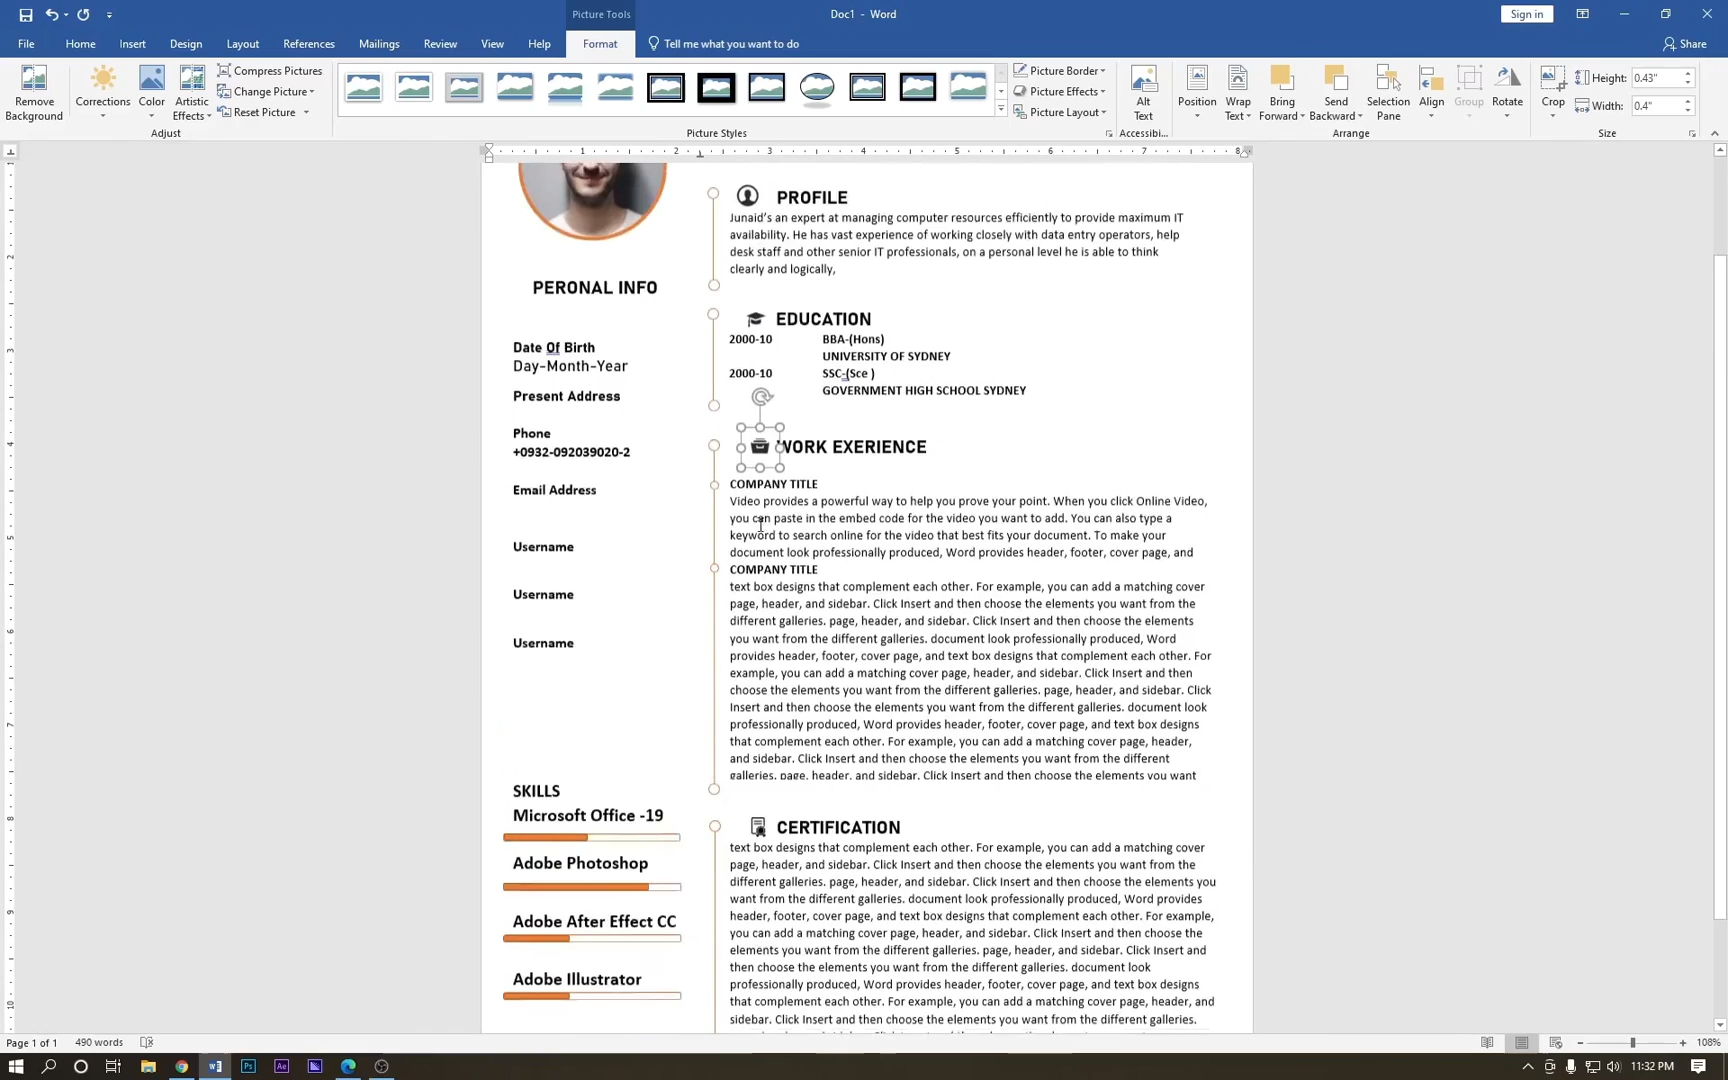 Picture Tools
Doc1 - Word
Sign in
File Home Insert Design Layout References Mailings Review View Help Format Tell me what you want to do Share
Remove Background
Corrections
Color
Artistic Effects
Compress Pictures
Change Picture
Reset Picture
Adjust
Picture Styles
Picture Border
Picture Effects
Picture Layout
Alt Text
Accessibi...
Position
Wrap Text
Bring Forward
Send Backward
Selection Pane
Align
Group
Rotate
Arrange
Crop
Height: 0.43"
Width: 0.4"
Size
1 2 3 4 5 6 7 8
PROFILE
Junaid's an expert at managing computer resources efficiently to provide maximum IT
availability. He has vast experience of working closely with data entry operators, help
desk staff and other senior IT professionals, on a personal level he is able to think
clearly and logically,
PERONAL INFO
Date Of Birth
Day-Month-Year
Present Address
Phone
+0932-092039020-2
Email Address
Username
Username
Username
SKILLS
Microsoft Office -19
Adobe Photoshop
Adobe After Effect CC
Adobe Illustrator
EDUCATION
2000-10 BBA-(Hons)
UNIVERSITY OF SYDNEY
2000-10 SSC-(Sce )
GOVERNMENT HIGH SCHOOL SYDNEY
WORK EXERIENCE
COMPANY TITLE
Video provides a powerful way to help you prove your point. When you click Online Video,
you can paste in the embed code for the video you want to add. You can also type a
keyword to search online for the video that best fits your document. To make your
document look professionally produced, Word provides header, footer, cover page, and
COMPANY TITLE
text box designs that complement each other. For example, you can add a matching cover
page, header, and sidebar. Click Insert and then choose the elements you want from the
different galleries. page, header, and sidebar. Click Insert and then choose the elements
you want from the different galleries. document look professionally produced, Word
provides header, footer, cover page, and text box designs that complement each other. For
example, you can add a matching cover page, header, and sidebar. Click Insert and then
choose the elements you want from the different galleries. page, header, and sidebar. Click
Insert and then choose the elements you want from the different galleries. document look
professionally produced, Word provides header, footer, cover page, and text box designs
that complement each other. For example, you can add a matching cover page, header,
and sidebar. Click Insert and then choose the elements you want from the different
galleries. page, header, and sidebar. Click Insert and then choose the elements you want
CERTIFICATION
text box designs that complement each other. For example, you can add a matching cover
page, header, and sidebar. Click Insert and then choose the elements you want from the
different galleries. page, header, and sidebar. Click Insert and then choose the elements you
want from the different galleries. document look professionally produced, Word provides
header, footer, cover page, and text box designs that complement each other. For example,
you can add a matching cover page, header, and sidebar. Click Insert and then choose the
elements you want from the different galleries. page, header, and sidebar. Click Insert and
then choose the elements you want from the different galleries. document look
professionally produced, Word provides header, footer, cover page, and text box designs
that complement each other. For example, you can add a matching cover page, header, and
sidebar. Click Insert and then choose the elements you want from the different galleries.
Page 1 of 1 490 words
108%
Ps Ae
11:32 PM